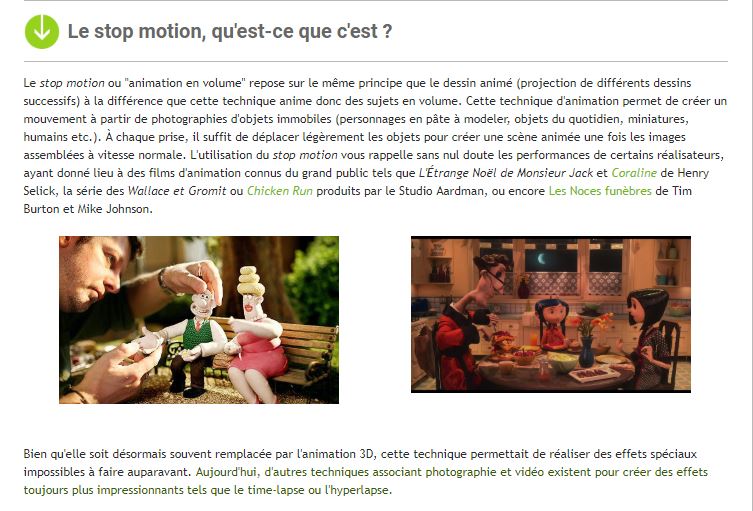 Le stop motion, qu'est-ce que c'est ?
Le stop motion ou "animation en volume" repose sur le même principe que le dessin animé (projection de différents dessins
successifs) à la différence que cette technique anime donc des sujets en volume. Cette technique d'animation permet de créer un
mouvement à partir de photographies d'objets immobiles (personnages en pâte à modeler, objets du quotidien, miniatures,
humains etc.). À chaque prise, il suffit de déplacer légèrement les objets pour créer une scène animée une fois les images
assemblées à vitesse normale. L'utilisation du stop motion vous rappelle sans nul doute les performances de certains réalisateurs,
ayant donné lieu à des films d'animation connus du grand public tels que L'Étrange Noël de Monsieur Jack et Coraline de Henry
Selick, la série des Wallace et Gromit ou Chicken Run produits par le Studio Aardman, ou encore Les Noces funèbres de Tim
Burton et Mike Johnson.
Bien qu'elle soit désormais souvent remplacée par l'animation 3D, cette technique permettait de réaliser des effets spéciaux
impossibles à faire auparavant. Aujourd'hui, d'autres techniques associant photographie et vidéo existent pour créer des effets
toujours plus impressionnants tels que le time-lapse ou l'hyperlapse.